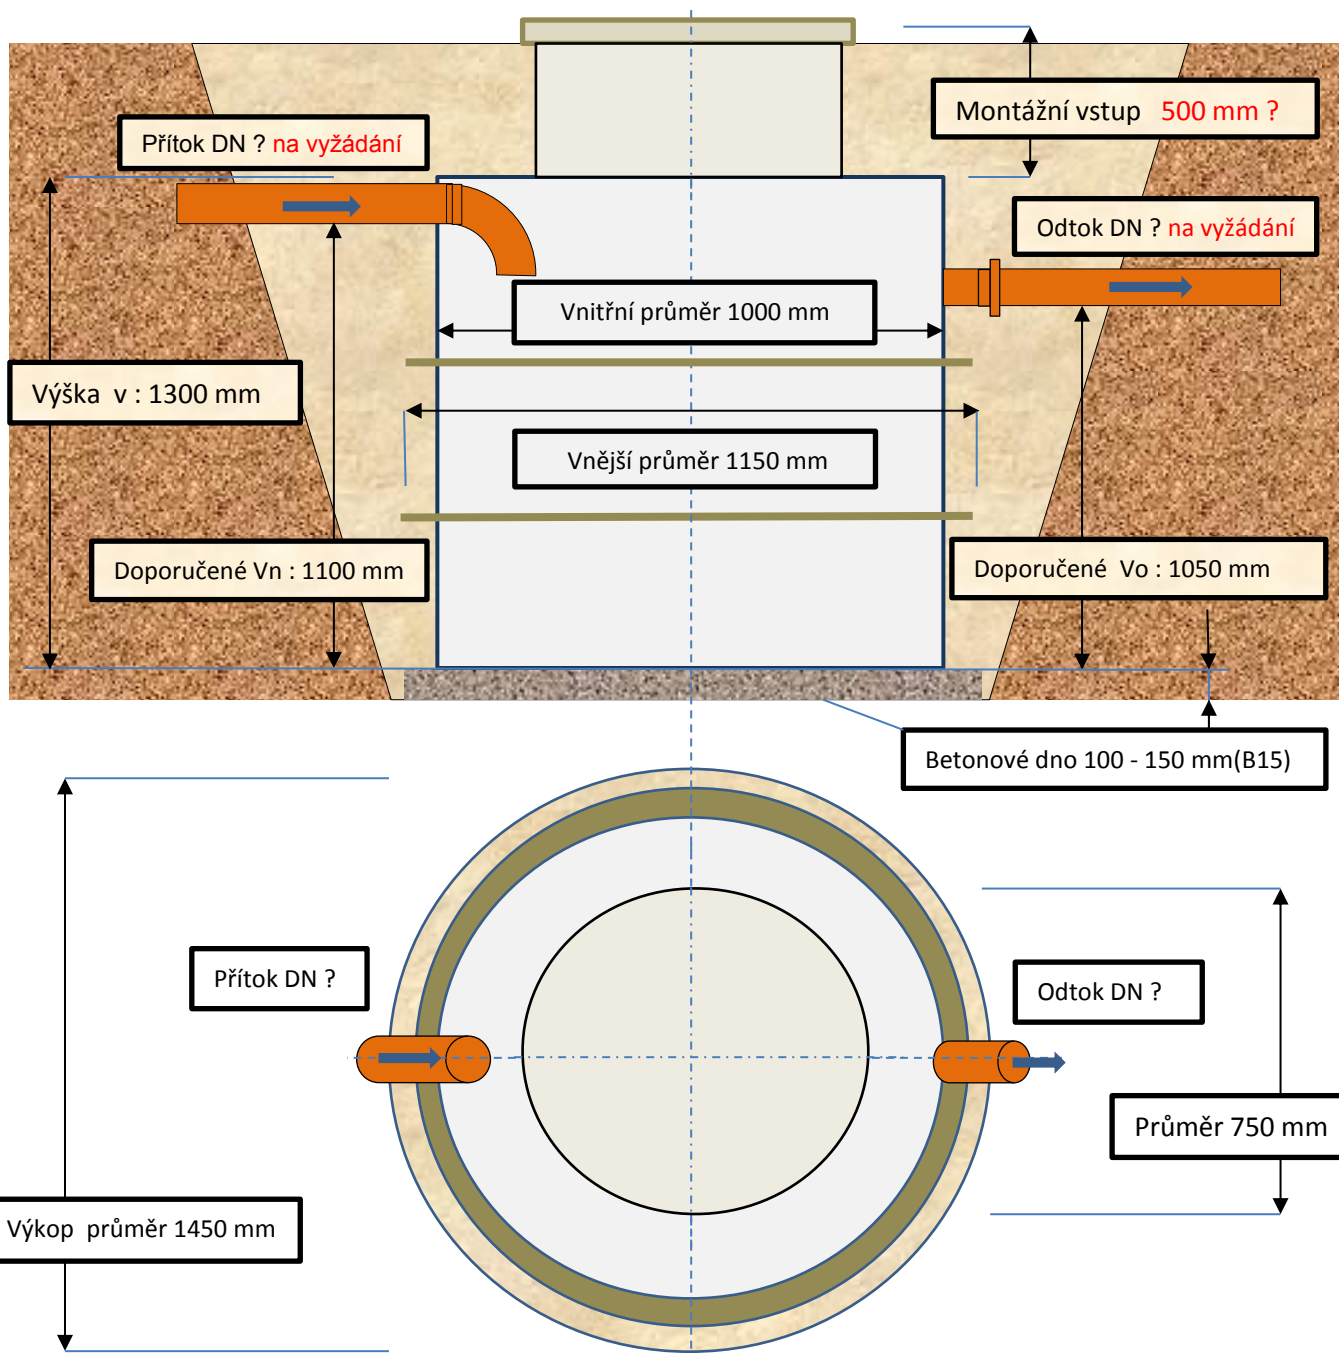 Montážní vstup 500 mm ?
Přítok DN ? na vyžádání
Odtok DN ? na vyžádání
Vnitřní průměr 1000 mm
Výška v : 1300 mm
Vnější průměr 1150 mm
Doporučené Vn : 1100 mm
Doporučené Vo : 1050 mm
Betonové dno 100 - 150 mm(B15)
Přítok DN ?
Odtok DN ?
Průměr 750 mm
Výkop průměr 1450 mm